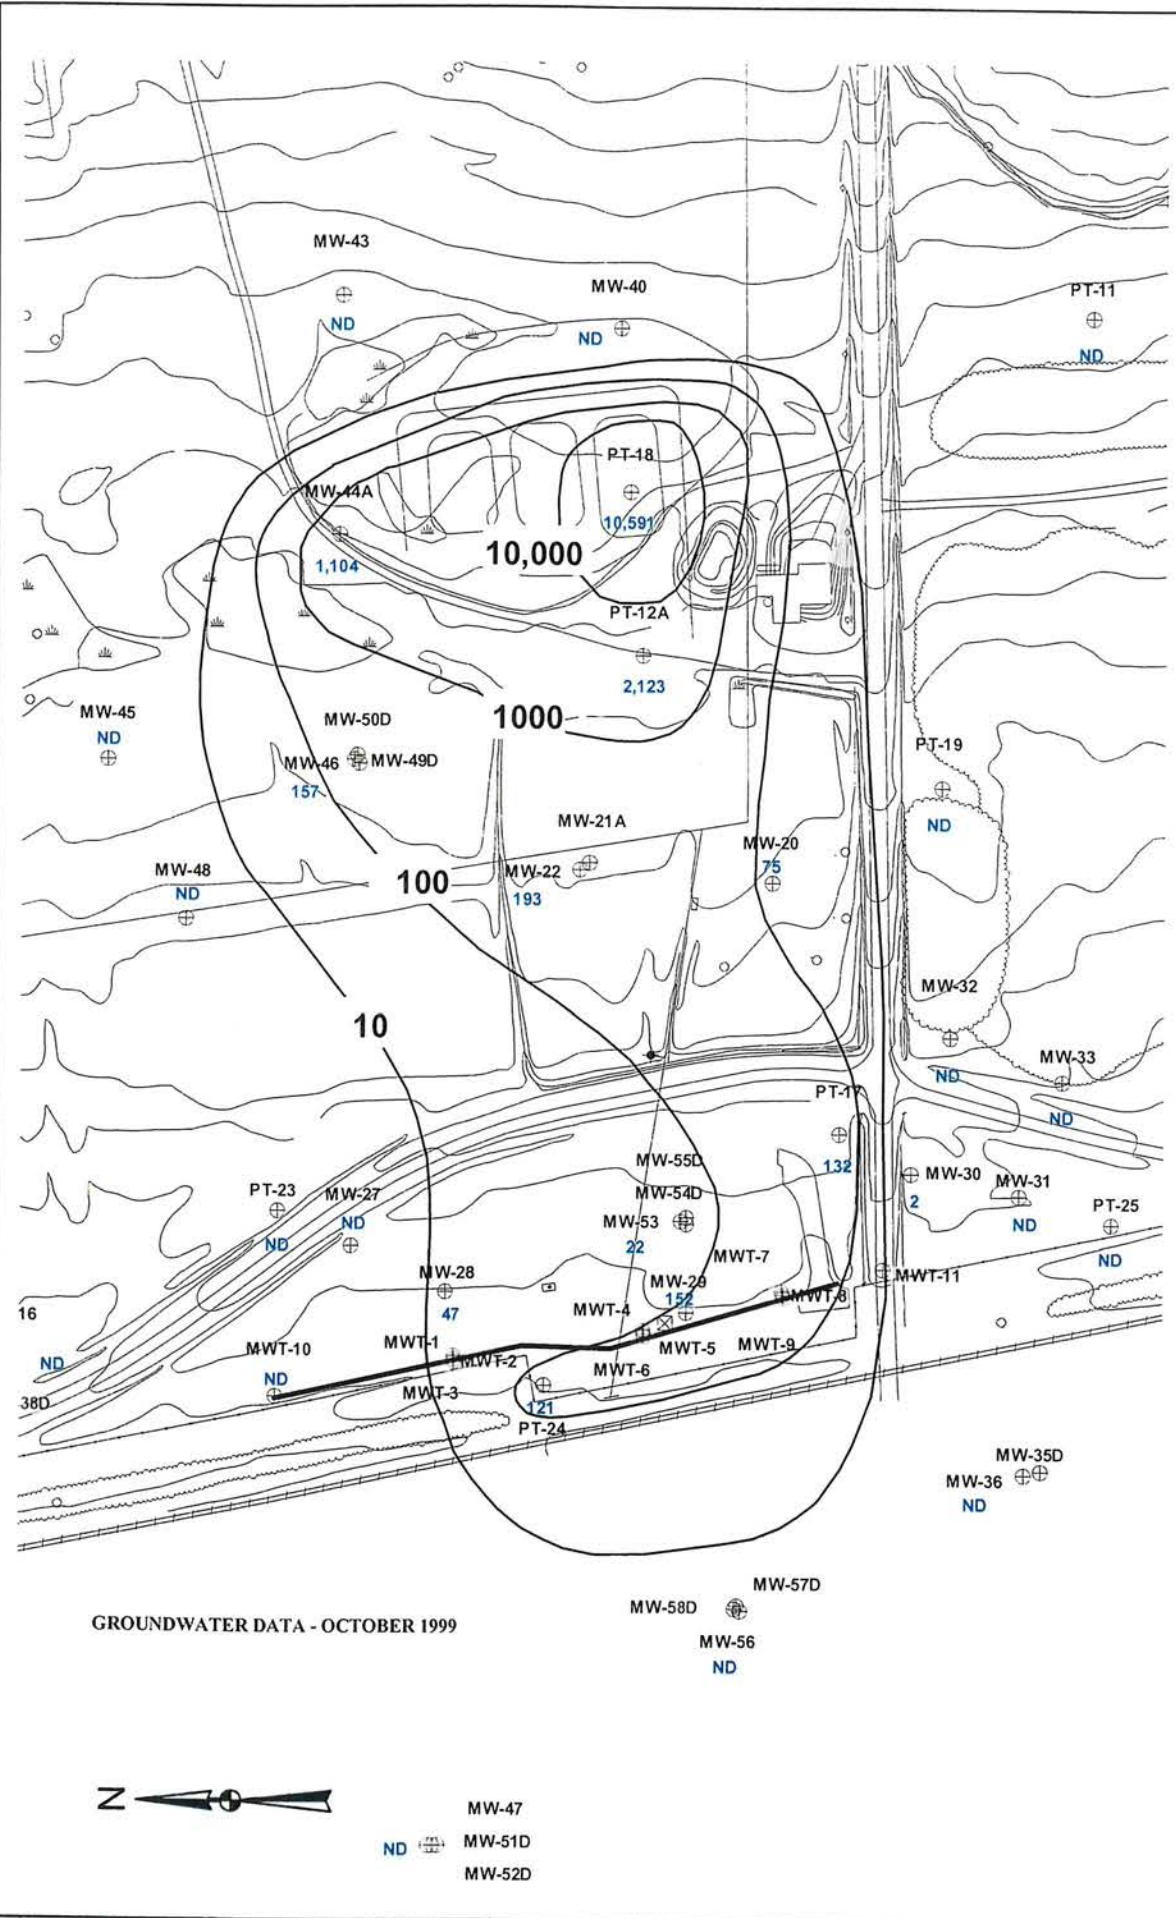 MW-43
ND
MW-40
ND
PT-11
ND
PT-18
10,591
MW-44A
1,104
10,000
PT-12A
2,123
1000
MW-45
ND
MW-50D
MW-46
MW-49D
157
PT-19
ND
MW-21A
MW-20
75
MW-22
193
MW-48
ND
100
MW-32
ND
10
MW-33
ND
PT-17
132
MW-55D
MW-54D
MW-53
22
MW-30
2
MW-31
ND
PT-25
ND
PT-23
ND
MW-27
ND
MW-28
47
MWT-7
MW-29
152
MWT-11
MWT-8
MWT-4
MWT-5
MWT-9
MWT-6
16
ND
38D
MWT-10
ND
MWT-1
MWT-2
MWT-3
121
PT-24
MW-35D
MW-36
ND
MW-57D
MW-58D
MW-56
ND
GROUNDWATER DATA - OCTOBER 1999
N
MW-47
ND
MW-51D
MW-52D